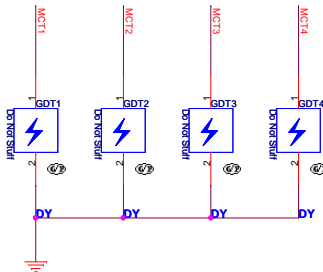 MCT1 MCT2 MCT3 MCT4
1 1 1 1
GDT1 GDT2 GDT3 GDT4
Do Not Stuff Do Not Stuff Do Not Stuff Do Not Stuff
2 2 2 2
DY DY DY DY